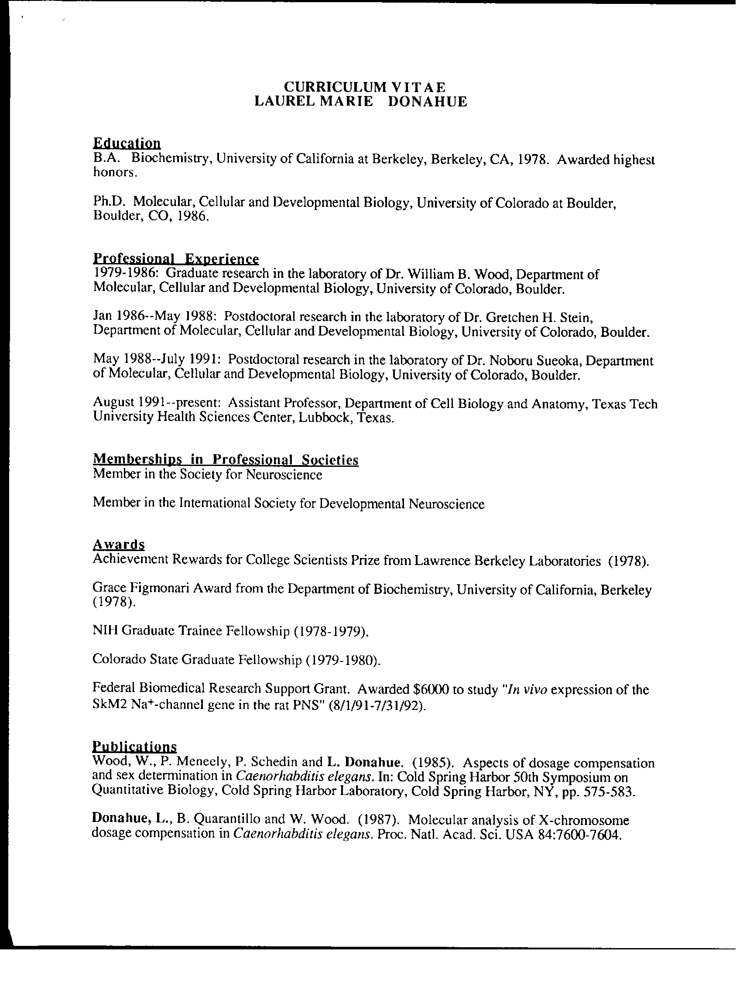 CURRICULUM VITAE
LAUREL MARIE DONAHUE
Education
B.A. Biochemistry, University of California at Berkeley, Berkeley, CA, 1978. Awarded highest
honors.
Ph.D. Molecular, Cellular and Developmental Biology, University of Colorado at Boulder,
Boulder, CO, 1986.
Professional Experience
1979-1986: Graduate research in the laboratory of Dr. William B. Wood, Department of
Molecular, Cellular and Developmental Biology, University of Colorado, Boulder.
Jan 1986--May 1988: Postdoctoral research in the laboratory of Dr. Gretchen H. Stein,
Department of Molecular, Cellular and Developmental Biology, University of Colorado, Boulder.
May 1988--July 1991: Postdoctoral research in the laboratory of Dr. Noboru Sueoka, Department
of Molecular, Cellular and Developmental Biology, University of Colorado, Boulder.
August 1991--present: Assistant Professor, Department of Cell Biology and Anatomy, Texas Tech
University Health Sciences Center, Lubbock, Texas.
Memberships in Professional Societies
Member in the Society for Neuroscience
Member in the International Society for Developmental Neuroscience
Awards
Achievement Rewards for College Scientists Prize from Lawrence Berkeley Laboratories (1978).
Grace Figmonari Award from the Department of Biochemistry, University of California, Berkeley
(1978).
NIH Graduate Trainee Fellowship (1978-1979).
Colorado State Graduate Fellowship (1979-1980).
Federal Biomedical Research Support Grant. Awarded $6000 to study "In vivo expression of the
SkM2 Na+-channel gene in the rat PNS" (8/1/91-7/31/92).
Publications
Wood, W., P. Meneely, P. Schedin and L. Donahue. (1985). Aspects of dosage compensation
and sex determination in Caenorhabditis elegans. In: Cold Spring Harbor 50th Symposium on
Quantitative Biology, Cold Spring Harbor Laboratory, Cold Spring Harbor, NY, pp. 575-583.
Donahue, L., B. Quarantillo and W. Wood. (1987). Molecular analysis of X-chromosome
dosage compensation in Caenorhabditis elegans. Proc. Natl. Acad. Sci. USA 84:7600-7604.